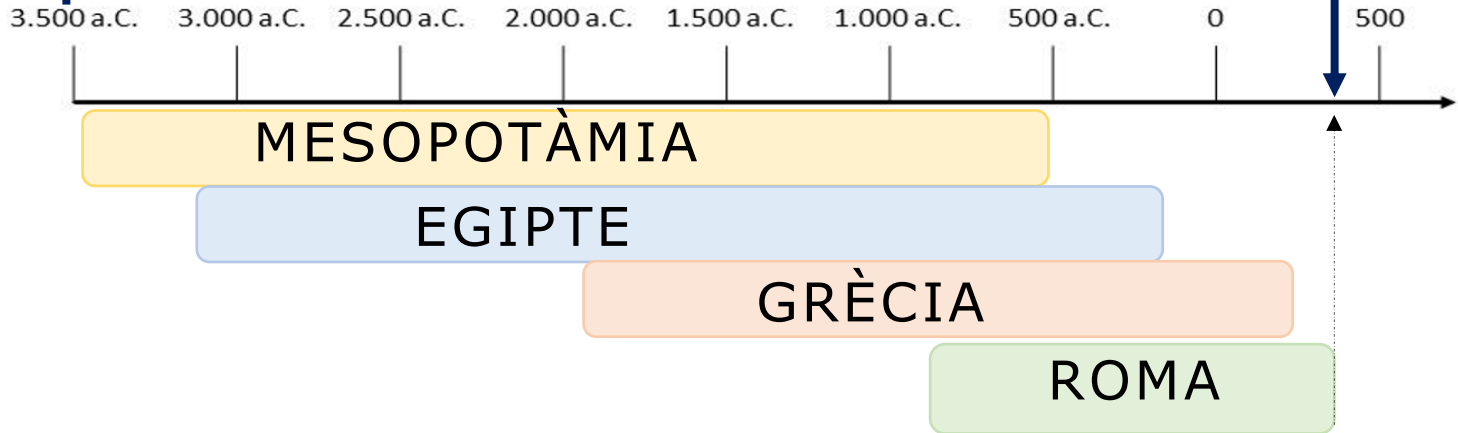 3.500 a.C. 3.000 a.C. 2.500 a.C. 2.000 a.C. 1.500 a.C. 1.000 a.C. 500 a.C. 0 500
MESOPOTÀMIA
EGIPTE
GRÈCIA
ROMA